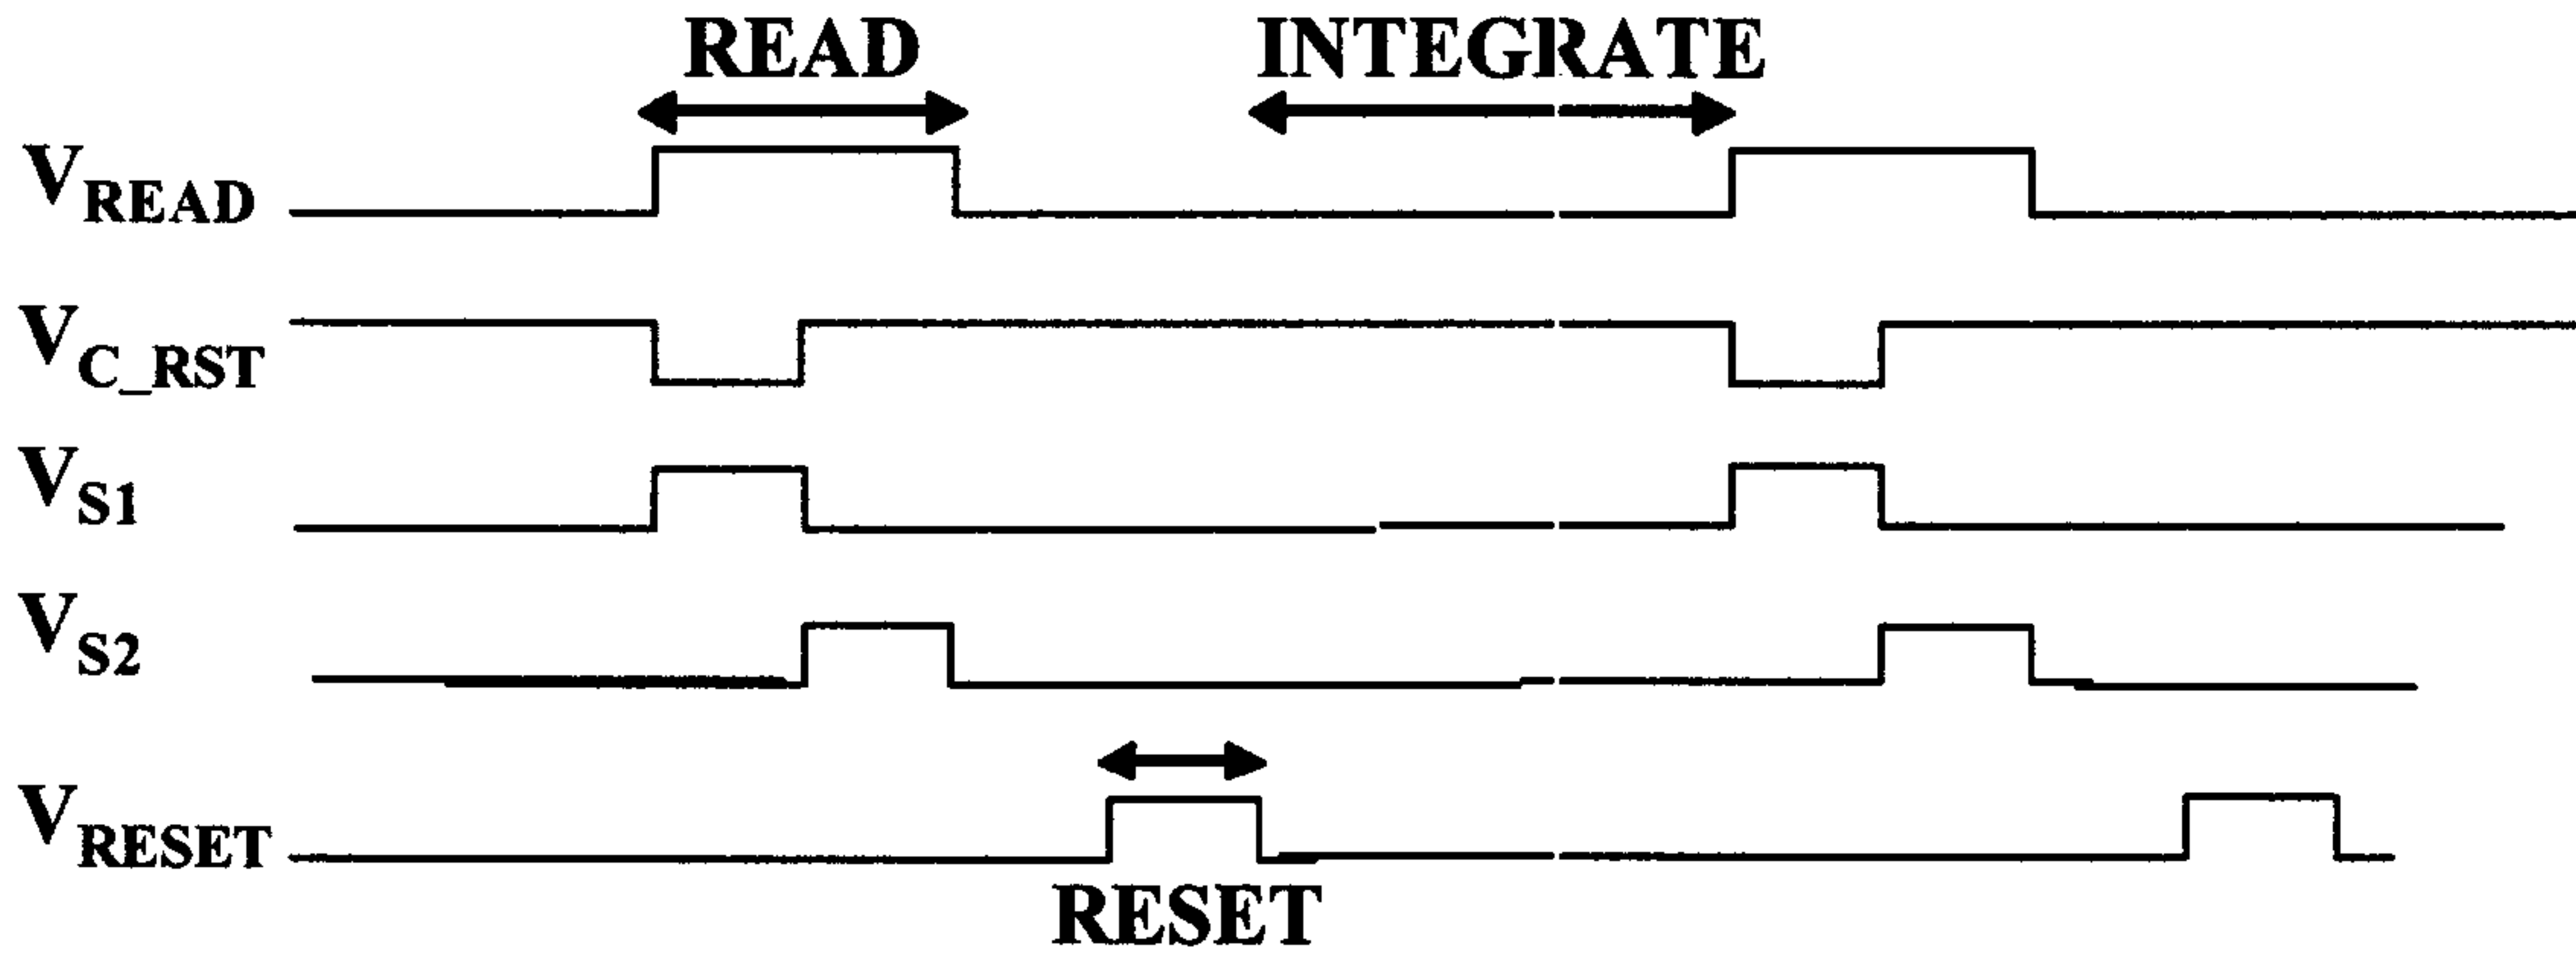 READ INTEGRATE
V_READ
V_C_RST
V_S1
V_S2
V_RESET
RESET